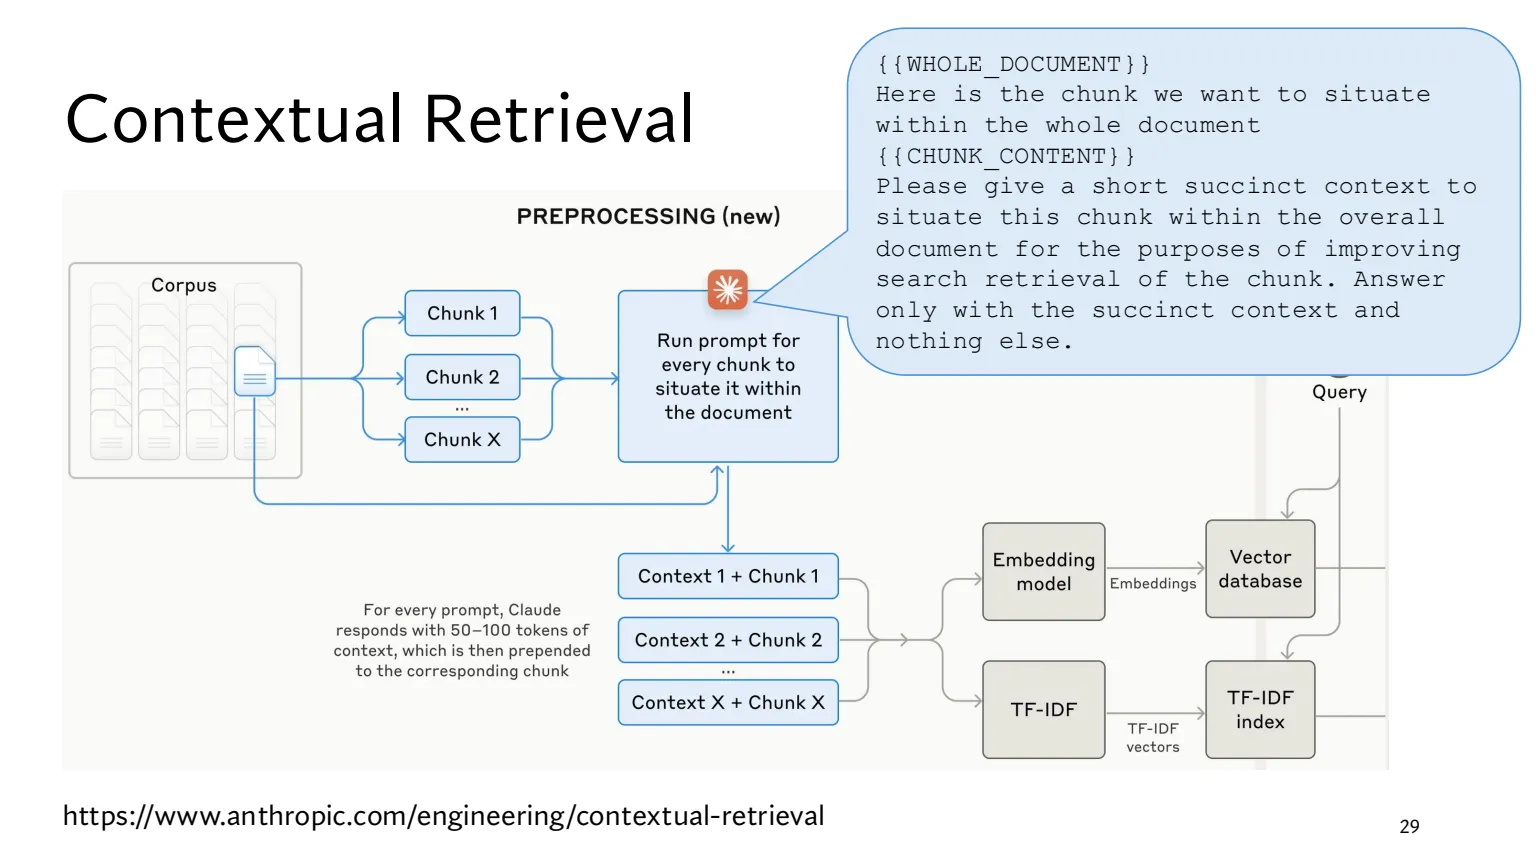 Contextual Retrieval
{{WHOLE_DOCUMENT}}
Here is the chunk we want to situate
within the whole document
{{CHUNK_CONTENT}}
Please give a short succinct context to
situate this chunk within the overall
document for the purposes of improving
search retrieval of the chunk. Answer
only with the succinct context and
nothing else.
PREPROCESSING (new)
Corpus
Chunk 1
Chunk 2
...
Chunk X
Run prompt for
every chunk to
situate it within
the document
Query
For every prompt, Claude
responds with 50–100 tokens of
context, which is then prepended
to the corresponding chunk
Context 1 + Chunk 1
Context 2 + Chunk 2
...
Context X + Chunk X
Embedding
model
Embeddings
Vector
database
TF-IDF
TF-IDF
vectors
TF-IDF
index
https://www.anthropic.com/engineering/contextual-retrieval
29